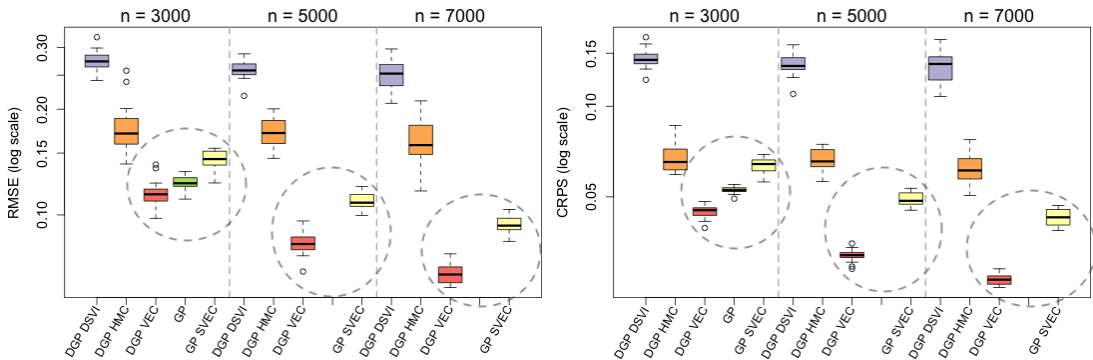 n = 3000 n = 5000 n = 7000
RMSE (log scale)
0.30
0.20
0.15
0.10
DGP DSVI DGP HMC DGP VEC GP GP SVEC DGP DSVI DGP HMC DGP VEC GP SVEC DGP DSVI DGP HMC DGP VEC GP SVEC
n = 3000 n = 5000 n = 7000
CRPS (log scale)
0.15
0.10
0.05
DGP DSVI DGP HMC DGP VEC GP GP SVEC DGP DSVI DGP HMC DGP VEC GP SVEC DGP DSVI DGP HMC DGP VEC GP SVEC